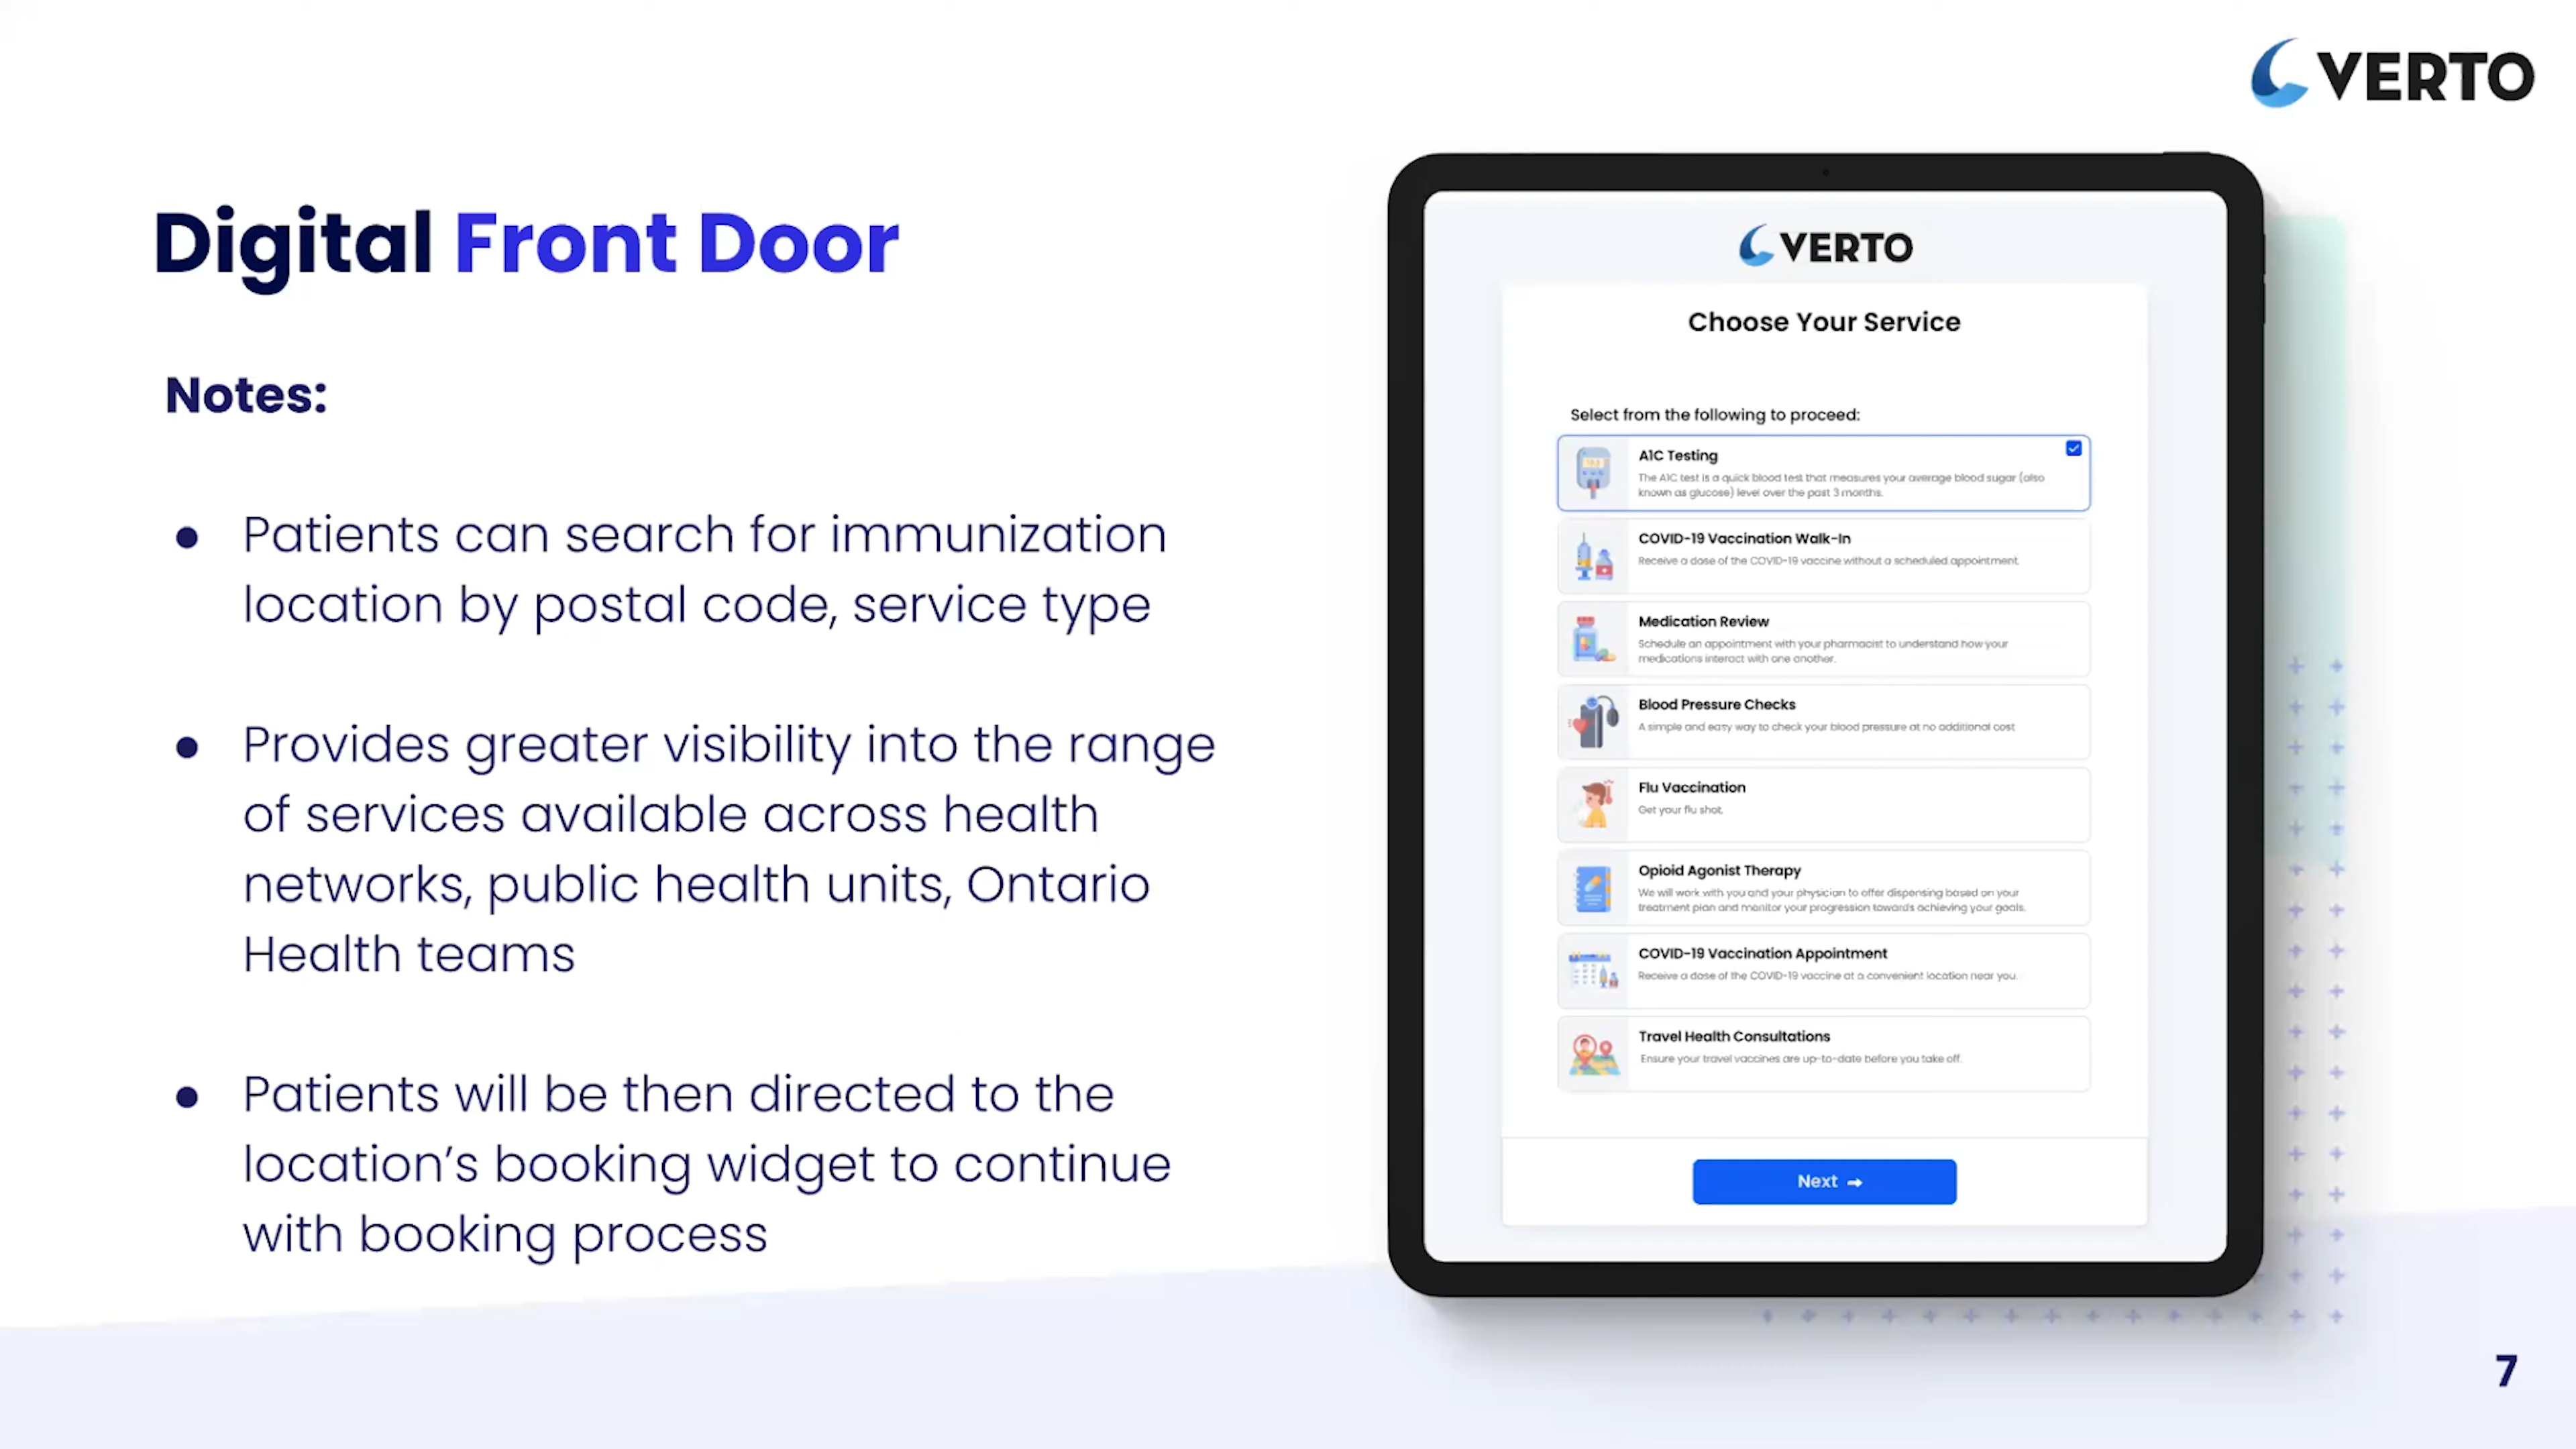 VERTO
Digital Front Door
Notes:
● Patients can search for immunization
location by postal code, service type
● Provides greater visibility into the range
of services available across health
networks, public health units, Ontario
Health teams
● Patients will be then directed to the
location’s booking widget to continue
with booking process
VERTO
Choose Your Service
Select from the following to proceed:
A1C Testing
The A1C test is a quick blood test that measures your average blood sugar (also
known as glucose) level over the past 3 months.
COVID-19 Vaccination Walk-In
Receive a dose of the COVID-19 vaccine without a scheduled appointment.
Medication Review
Schedule an appointment with your pharmacist to understand how your
medications interact with one another.
Blood Pressure Checks
A simple and easy way to check your blood pressure at no additional cost
Flu Vaccination
Get your flu shot.
Opioid Agonist Therapy
We will work with you and your physician to offer dispensing based on your
treatment plan and monitor your progression towards achieving your goals.
COVID-19 Vaccination Appointment
Receive a dose of the COVID-19 vaccine at a convenient location near you.
Travel Health Consultations
Ensure your travel vaccines are up-to-date before you take off.
Next →
7